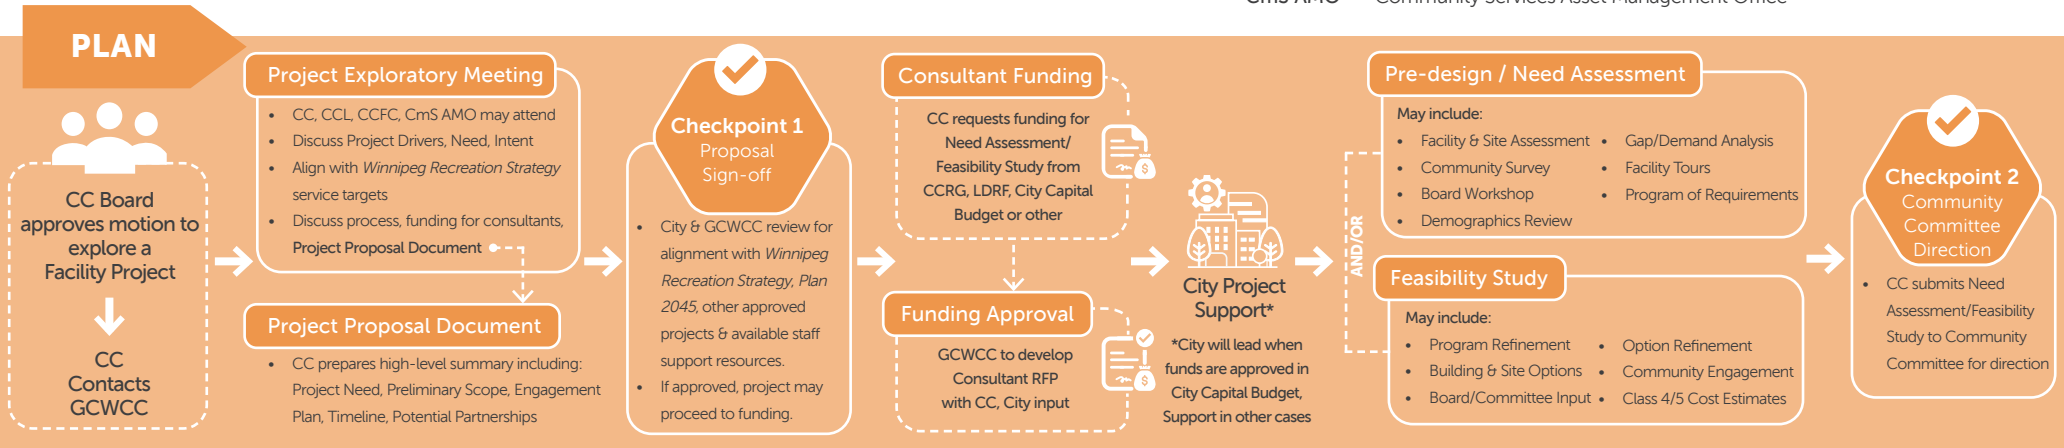 CmS AMO Community Services Asset Management Office
PLAN
CC Board
approves motion to
explore a
Facility Project
CC
Contacts
GCWCC
Project Exploratory Meeting
• CC, CCL, CCFC, CmS AMO may attend
• Discuss Project Drivers, Need, Intent
• Align with Winnipeg Recreation Strategy
service targets
• Discuss process, funding for consultants,
Project Proposal Document
Project Proposal Document
• CC prepares high-level summary including:
Project Need, Preliminary Scope, Engagement
Plan, Timeline, Potential Partnerships
Checkpoint 1
Proposal
Sign-off
• City & GCWCC review for
alignment with Winnipeg
Recreation Strategy, Plan
2045, other approved
projects & available staff
support resources.
• If approved, project may
proceed to funding.
Consultant Funding
CC requests funding for
Need Assessment/
Feasibility Study from
CCRG, LDRF, City Capital
Budget or other
$
Funding Approval
GCWCC to develop
Consultant RFP
with CC, City input
$
City Project
Support*
*City will lead when
funds are approved in
City Capital Budget,
Support in other cases
AND/OR
Pre-design / Need Assessment
May include:
• Facility & Site Assessment
• Community Survey
• Board Workshop
• Demographics Review
• Gap/Demand Analysis
• Facility Tours
• Program of Requirements
Feasibility Study
May include:
• Program Refinement
• Building & Site Options
• Board/Committee Input
• Option Refinement
• Community Engagement
• Class 4/5 Cost Estimates
Checkpoint 2
Community
Committee
Direction
• CC submits Need
Assessment/Feasibility
Study to Community
Committee for direction